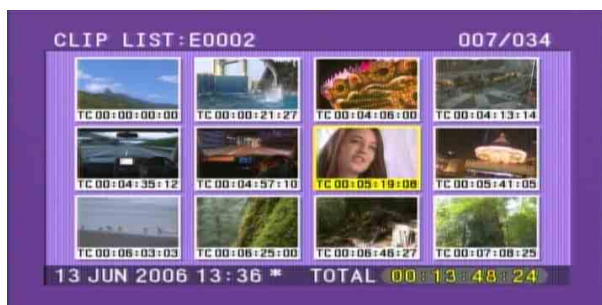 CLIP LIST:E0002 007/034
TC 00:00:00:00 TC 00:00:21:27 TC 00:04:06:00 TC 00:04:13:14
TC 00:04:35:12 TC 00:04:57:10 TC 00:05:19:08 TC 00:05:41:05
TC 00:06:03:03 TC 00:06:25:00 TC 00:06:46:27 TC 00:07:08:25
13 JUN 2006 13:36 * TOTAL 00:13:48:24